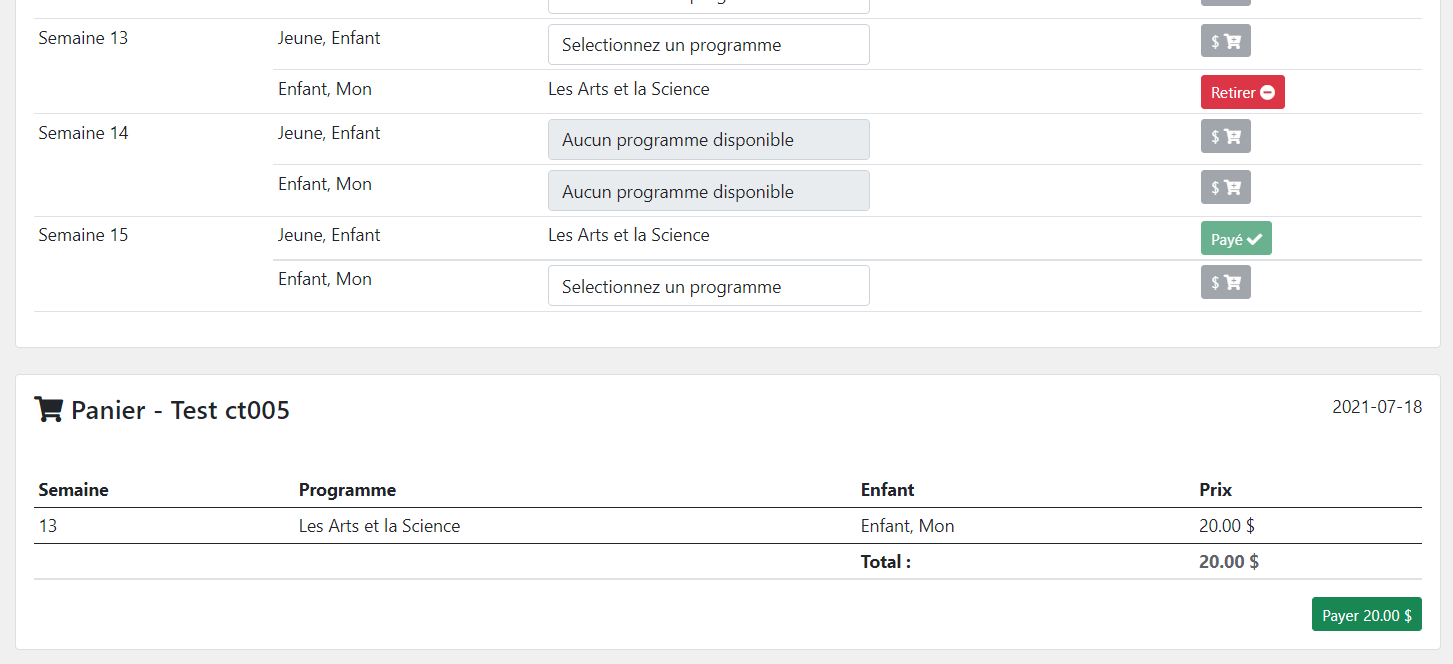 Semaine 13 Jeune, Enfant Selectionnez un programme $
Enfant, Mon Les Arts et la Science Retirer
Semaine 14 Jeune, Enfant Aucun programme disponible $
Enfant, Mon Aucun programme disponible $
Semaine 15 Jeune, Enfant Les Arts et la Science Payé
Enfant, Mon Selectionnez un programme $
Panier - Test ct005 2021-07-18
Semaine Programme Enfant Prix
13 Les Arts et la Science Enfant, Mon 20.00 $
Total : 20.00 $
Payer 20.00 $